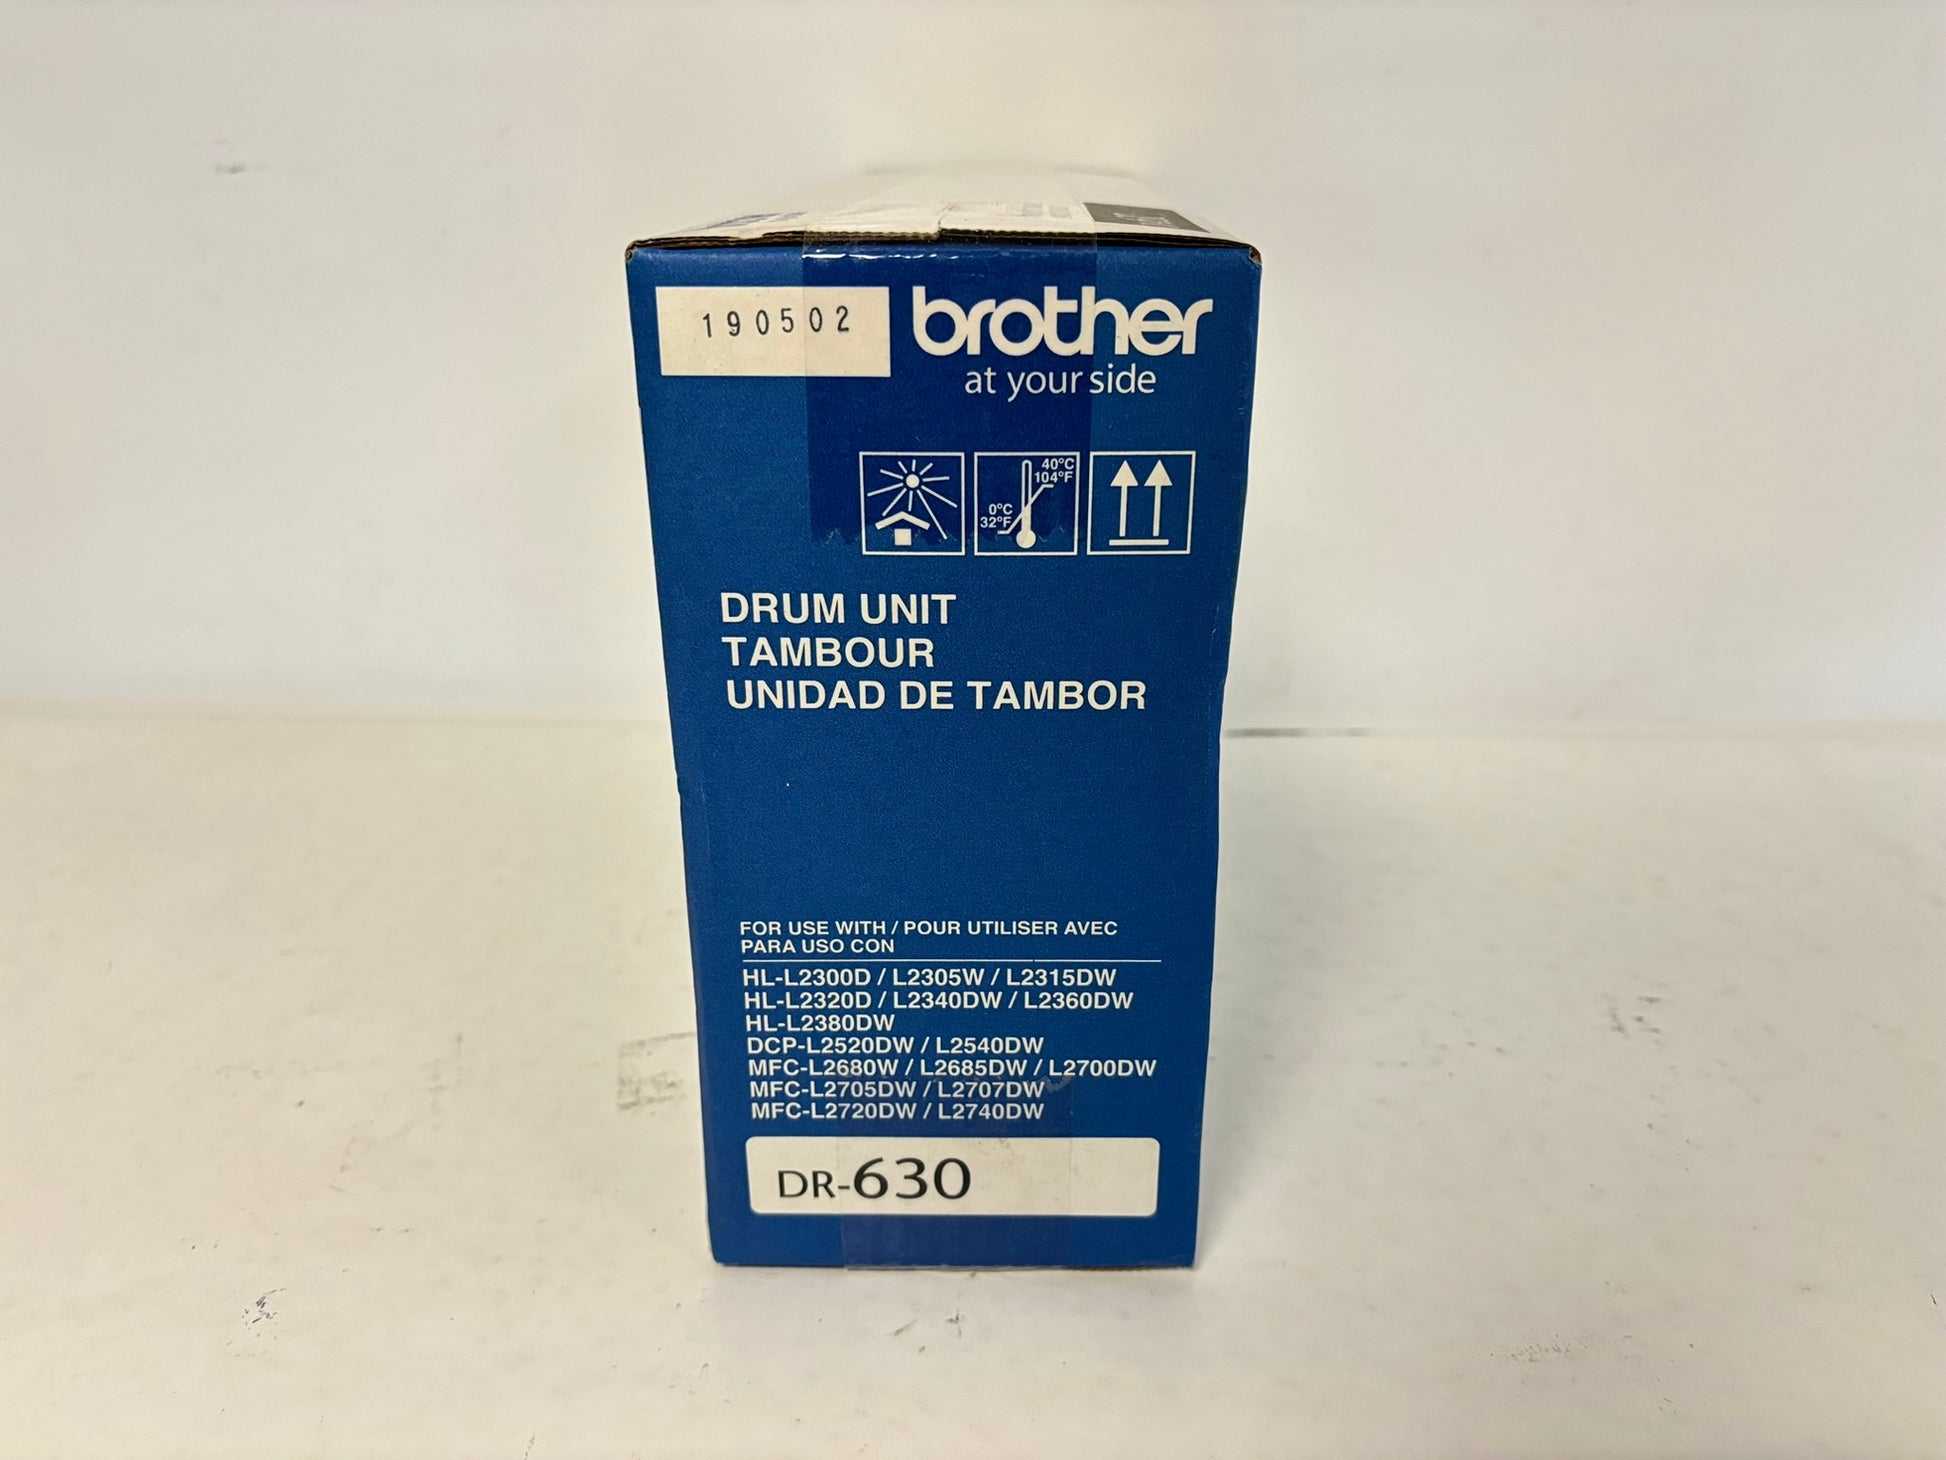 190502
brother
at your side
40°C
104°F
0°C
32°F
DRUM UNIT
TAMBOUR
UNIDAD DE TAMBOR
FOR USE WITH / POUR UTILISER AVEC
PARA USO CON
HL-L2300D / L2305W / L2315DW
HL-L2320D / L2340DW / L2360DW
HL-L2380DW
DCP-L2520DW / L2540DW
MFC-L2680W / L2685DW / L2700DW
MFC-L2705DW / L2707DW
MFC-L2720DW / L2740DW
DR-630